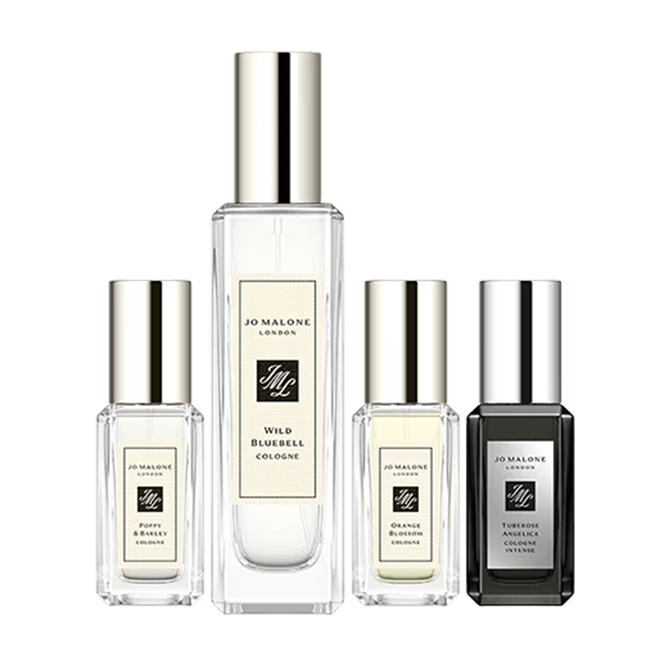 JO MALONE
LONDON
JML
POPPY
& BARLEY
COLOGNE
JO MALONE
LONDON
JML
WILD
BLUEBELL
COLOGNE
JO MALONE
LONDON
JML
ORANGE
BLOSSOM
COLOGNE
JO MALONE
LONDON
JML
TUBEROSE
ANGELICA
COLOGNE
INTENSE